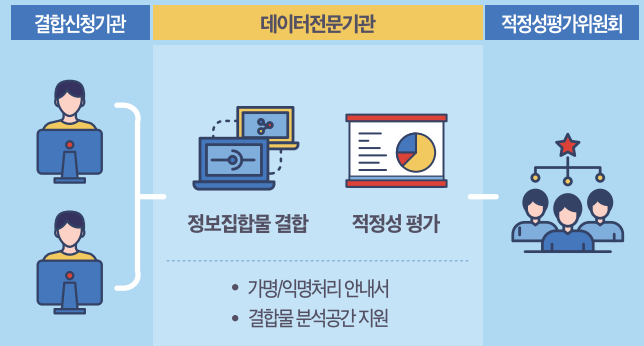 결합신청기관
데이터전문기관
적정성평가위원회
정보집합물 결합
적정성 평가
• 가명/익명처리 안내서
• 결합물 분석공간 지원